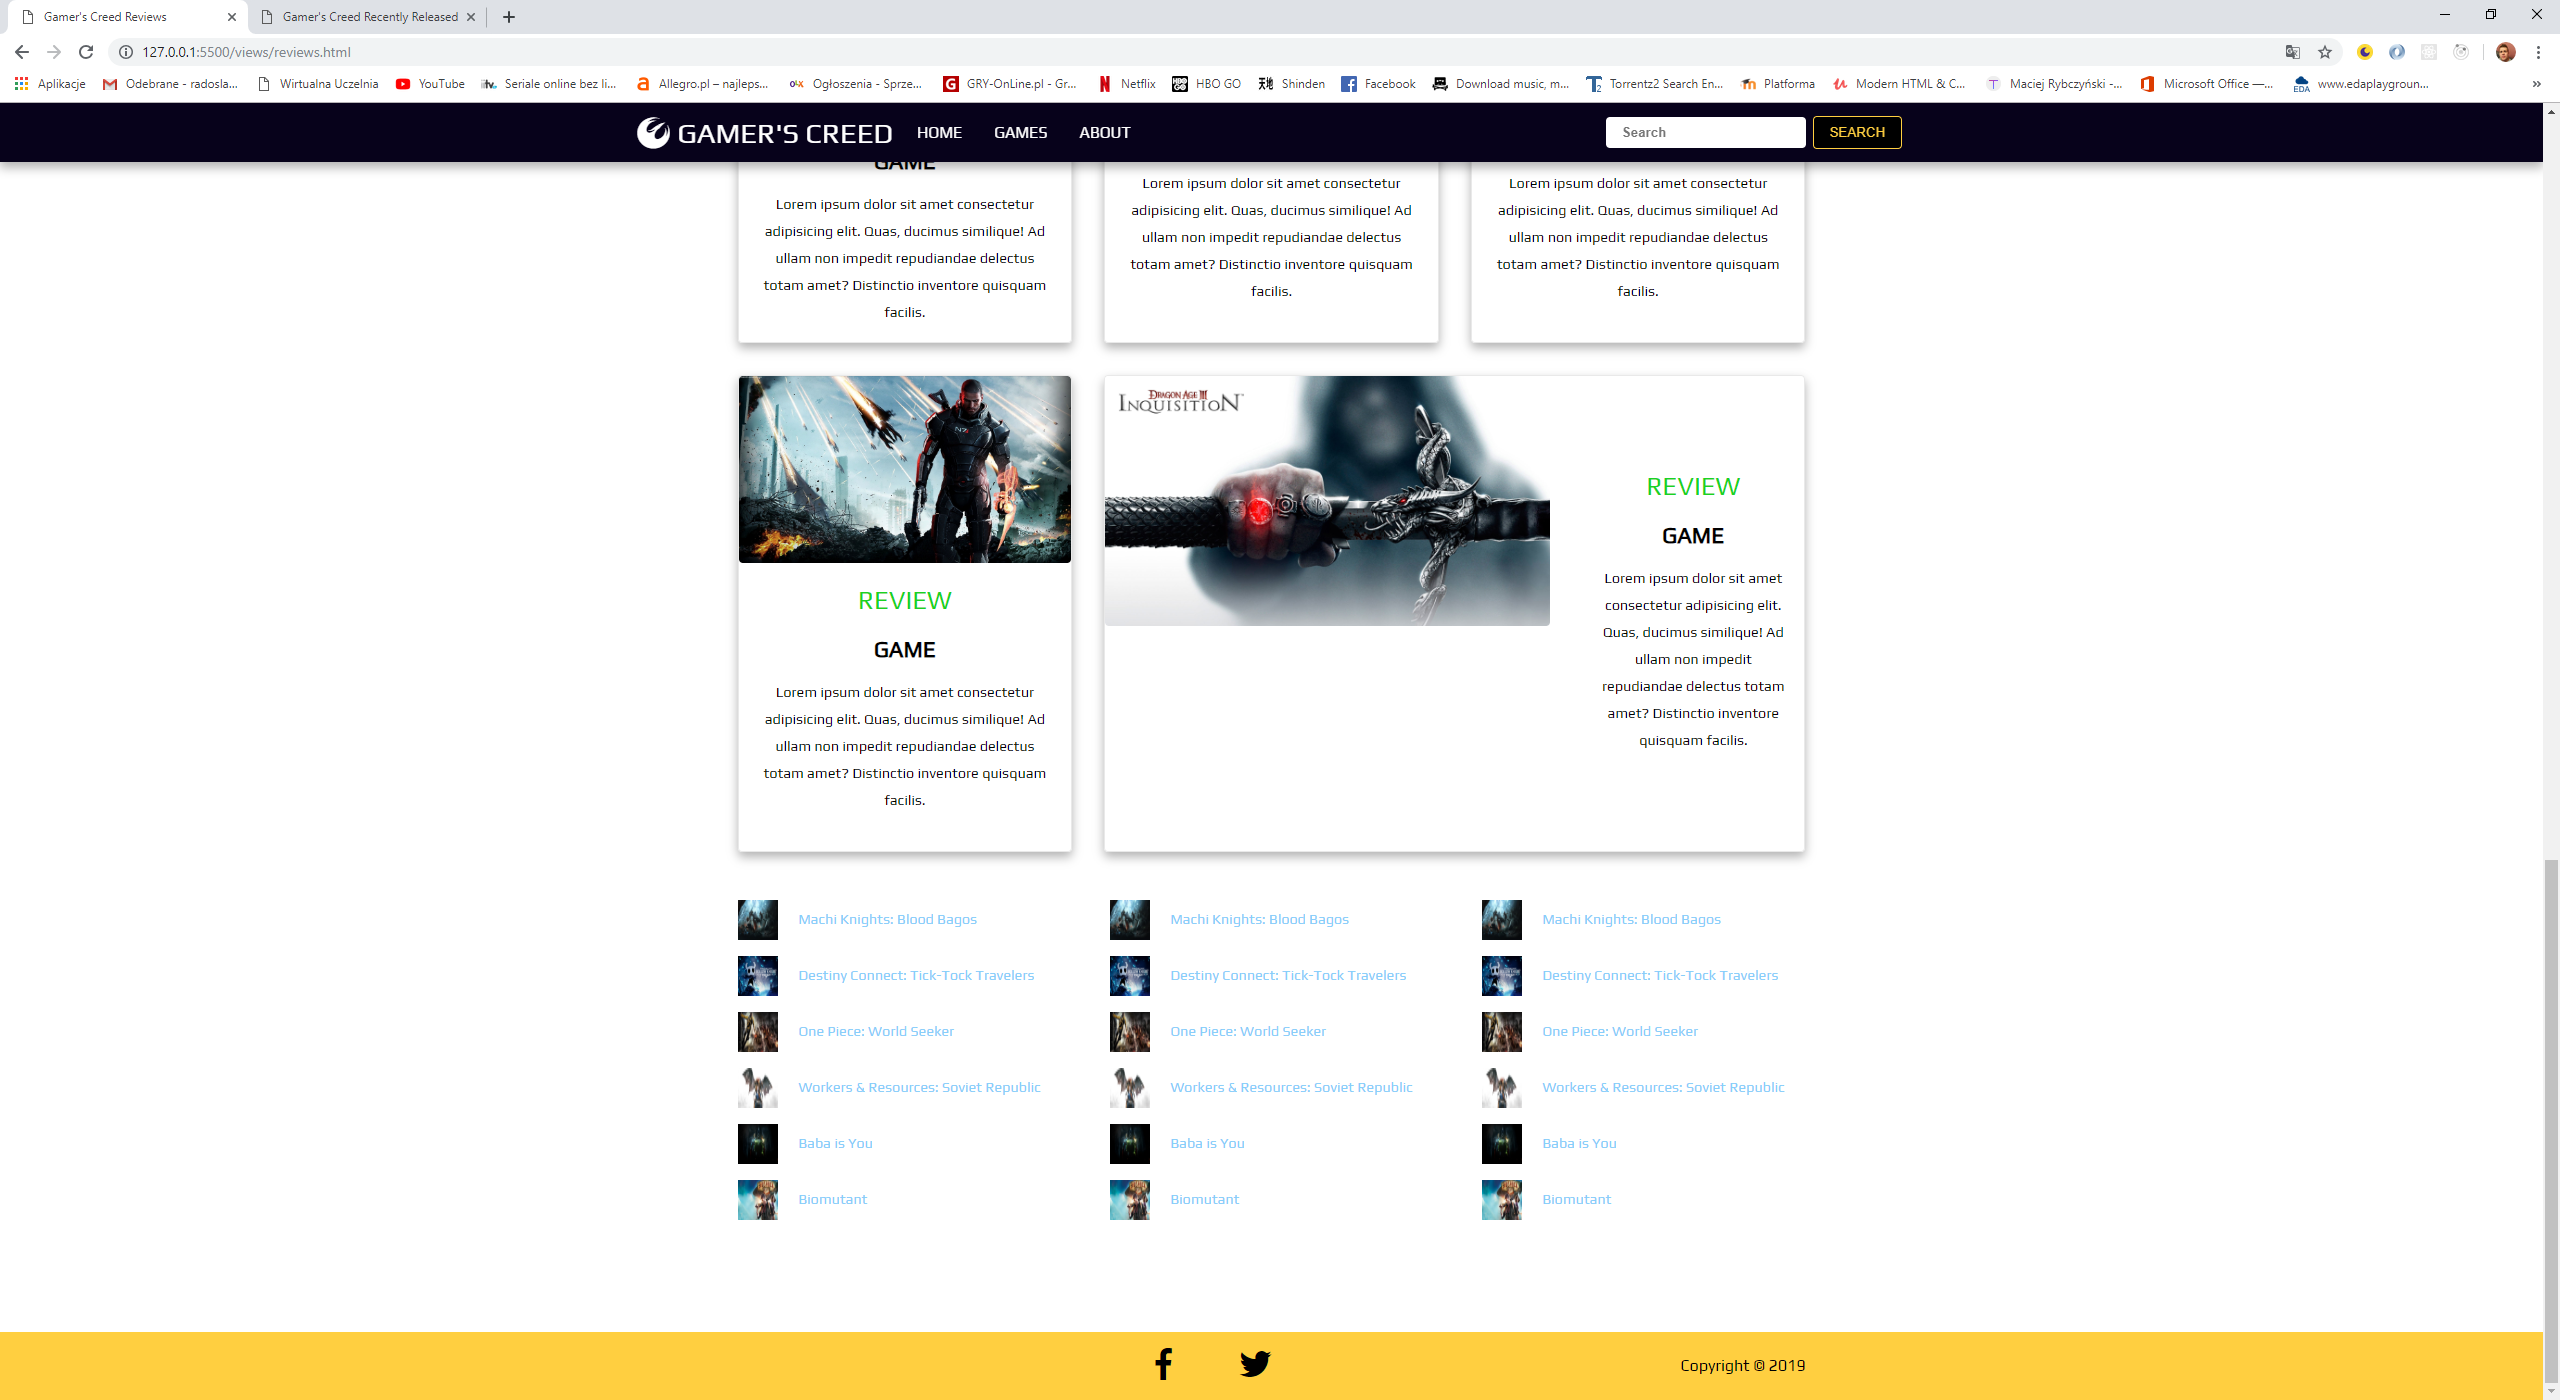 Gamer's Creed Reviews
Gamer's Creed Recently Released
127.0.0.1:5500/views/reviews.html
Aplikacje
Odebrane - radosla...
Wirtualna Uczelnia
YouTube
Seriale online bez li...
Allegro.pl – najleps...
OLX
Ogłoszenia - Sprze...
G
GRY-OnLine.pl - Gr...
Netflix
HBO GO
HBO GO
Shinden
Facebook
Download music, m...
Torrentz2 Search En...
Platforma
Modern HTML & C...
T
Maciej Rybczyński -...
Microsoft Office —...
EDA
www.edaplaygroun...
GAMER'S CREED
HOME
GAMES
ABOUT
Search
SEARCH
GAME
Lorem ipsum dolor sit amet consectetur
adipisicing elit. Quas, ducimus similique! Ad
ullam non impedit repudiandae delectus
totam amet? Distinctio inventore quisquam
facilis.
Lorem ipsum dolor sit amet consectetur
adipisicing elit. Quas, ducimus similique! Ad
ullam non impedit repudiandae delectus
totam amet? Distinctio inventore quisquam
facilis.
Lorem ipsum dolor sit amet consectetur
adipisicing elit. Quas, ducimus similique! Ad
ullam non impedit repudiandae delectus
totam amet? Distinctio inventore quisquam
facilis.
N7
REVIEW
GAME
Lorem ipsum dolor sit amet consectetur
adipisicing elit. Quas, ducimus similique! Ad
ullam non impedit repudiandae delectus
totam amet? Distinctio inventore quisquam
facilis.
DRAGON AGE III
INQUISITION
REVIEW
GAME
Lorem ipsum dolor sit amet
consectetur adipisicing elit.
Quas, ducimus similique! Ad
ullam non impedit
repudiandae delectus totam
amet? Distinctio inventore
quisquam facilis.
Machi Knights: Blood Bagos
Destiny Connect: Tick-Tock Travelers
One Piece: World Seeker
Workers & Resources: Soviet Republic
Baba is You
Biomutant
Machi Knights: Blood Bagos
Destiny Connect: Tick-Tock Travelers
One Piece: World Seeker
Workers & Resources: Soviet Republic
Baba is You
Biomutant
Machi Knights: Blood Bagos
Destiny Connect: Tick-Tock Travelers
One Piece: World Seeker
Workers & Resources: Soviet Republic
Baba is You
Biomutant
Copyright © 2019